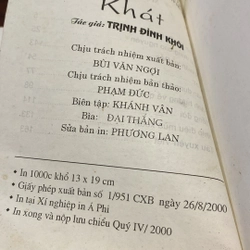 Khát
Tác giả: TRỊNH ĐÌNH KHÔI
Chịu trách nhiệm xuất bản:
BÙI VĂN NGỢI
Chịu trách nhiệm bản thảo:
PHẠM ĐỨC
Biên tập: KHÁNH VÂN
Bìa: ĐẠI THẮNG
Sửa bản in: PHƯƠNG LAN
• In 1000c khổ 13 x 19 cm
• Giấy phép xuất bản số 1/951 CXB ngày 26/8/2000
• In tại Xí nghiệp in Á Phi
• In xong và nộp lưu chiểu Quý IV/ 2000